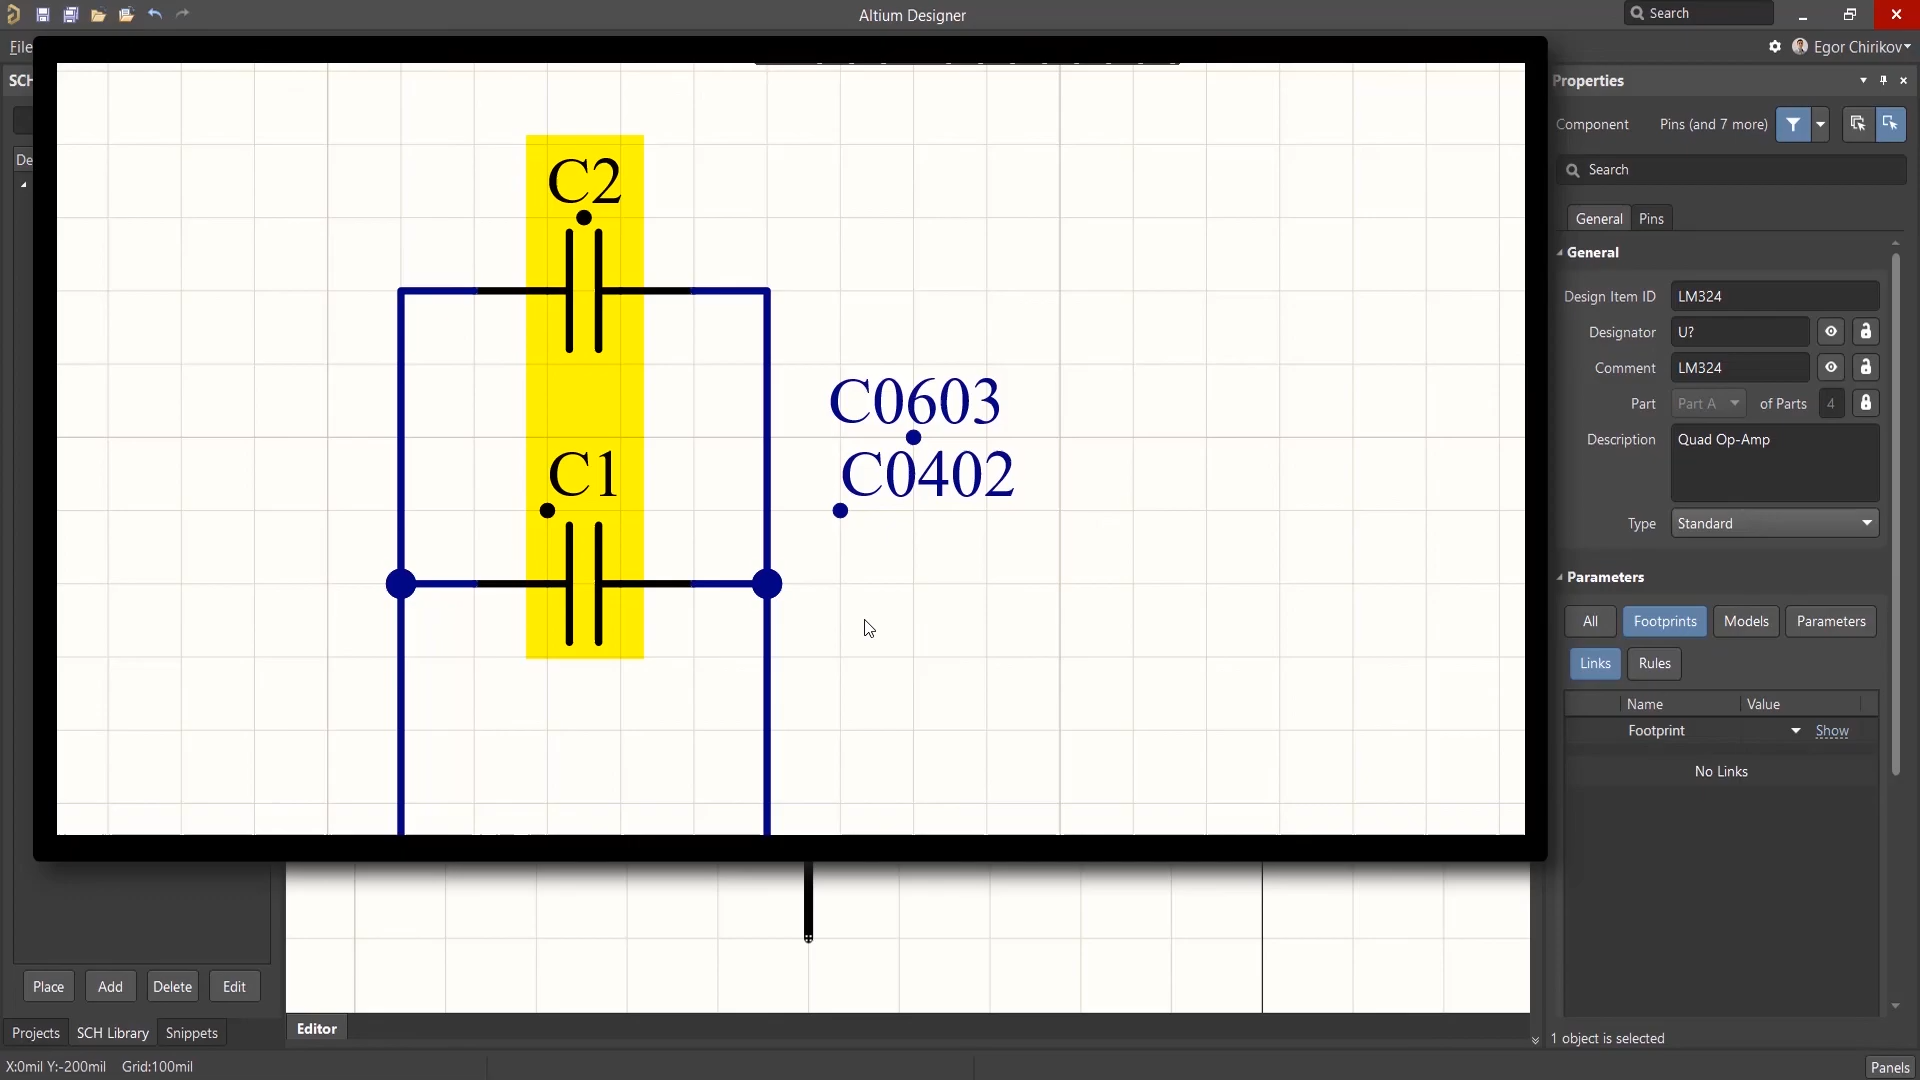 Altium Designer
Search
File
Egor Chirikov
SCH
Properties
Component Pins (and 7 more)
Search
De
General Pins
General
Design Item ID LM324
Designator U?
Comment LM324
Part Part A of Parts 4
Description Quad Op-Amp
Type Standard
Parameters
All Footprints Models Parameters
Links Rules
Name Value
Footprint Show
No Links
C2
C0603
C1
C0402
Place Add Delete Edit
Projects SCH Library Snippets
Editor
1 object is selected
X:0mil Y:-200mil Grid:100mil
Panels